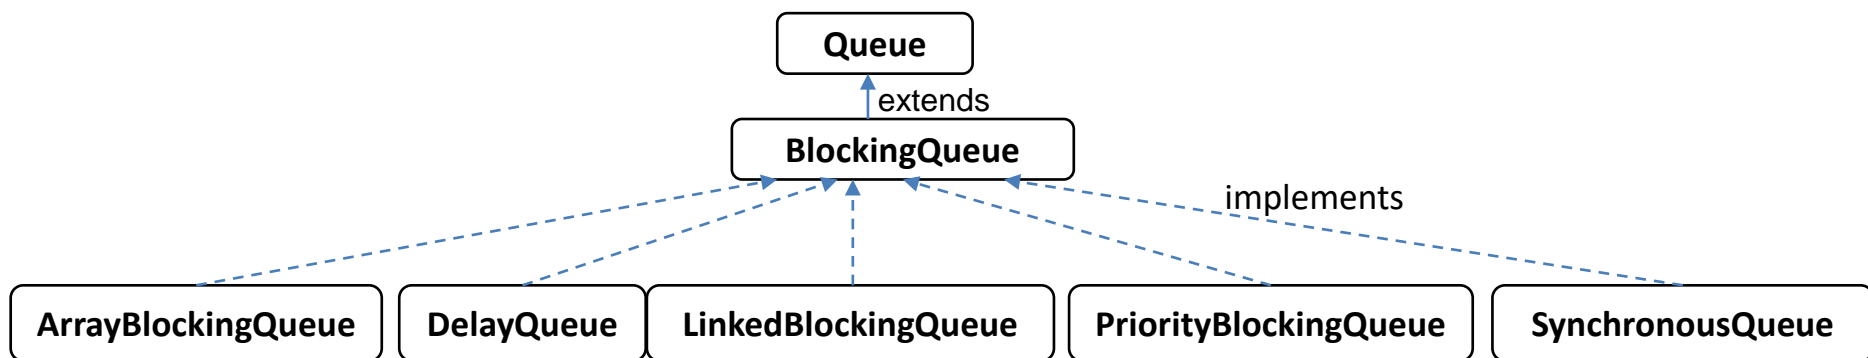 Queue
extends
BlockingQueue
implements
ArrayBlockingQueue
DelayQueue
LinkedBlockingQueue
PriorityBlockingQueue
SynchronousQueue